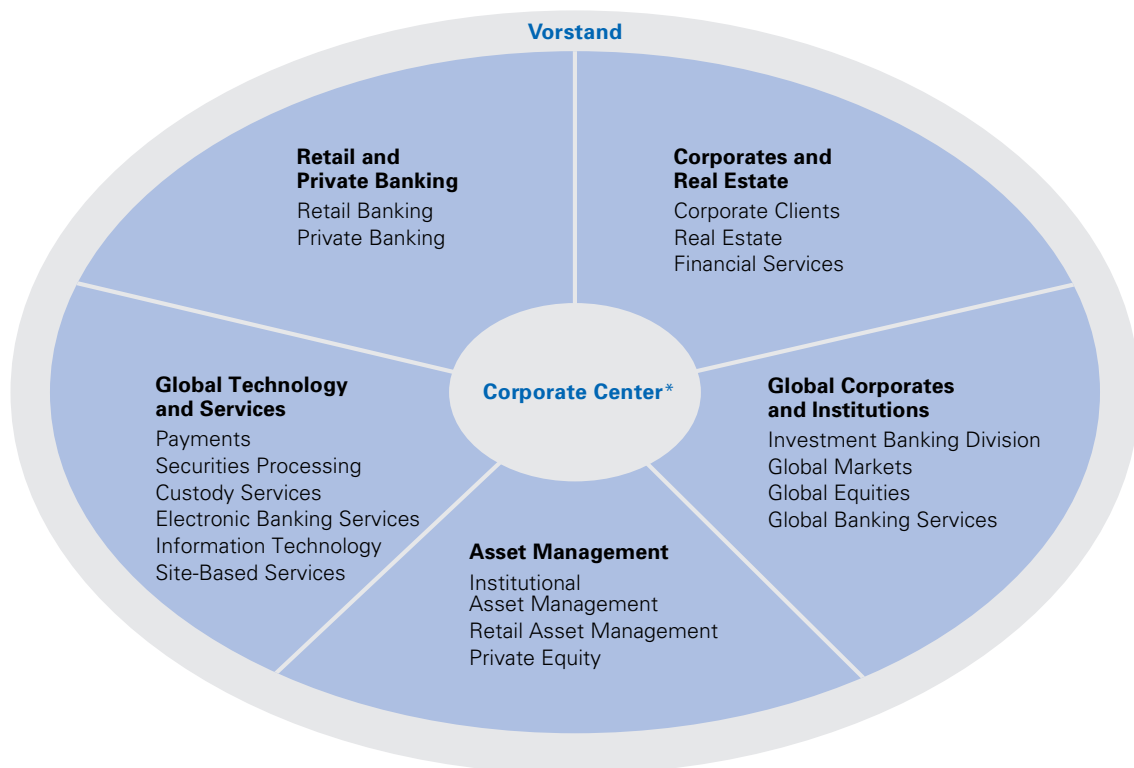 Vorstand
Retail and
Private Banking
Retail Banking
Private Banking
Corporates and
Real Estate
Corporate Clients
Real Estate
Financial Services
Global Technology
and Services
Payments
Securities Processing
Custody Services
Electronic Banking Services
Information Technology
Site-Based Services
Corporate Center*
Global Corporates
and Institutions
Investment Banking Division
Global Markets
Global Equities
Global Banking Services
Asset Management
Institutional
Asset Management
Retail Asset Management
Private Equity